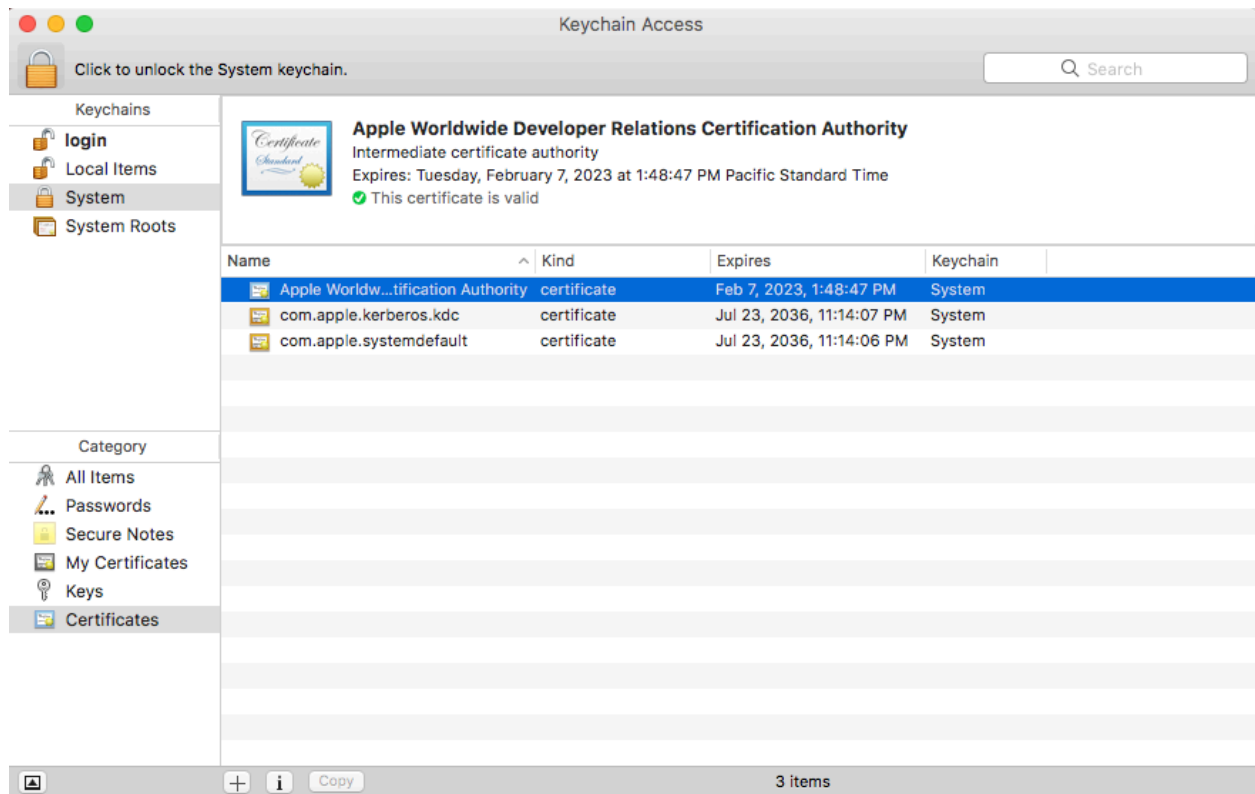 Keychain Access
Click to unlock the System keychain.
Search
Keychains
login
Local Items
System
System Roots
Certificate
Standard
Apple Worldwide Developer Relations Certification Authority
Intermediate certificate authority
Expires: Tuesday, February 7, 2023 at 1:48:47 PM Pacific Standard Time
This certificate is valid
Name Kind Expires Keychain
Apple Worldw...tification Authority certificate Feb 7, 2023, 1:48:47 PM System
com.apple.kerberos.kdc certificate Jul 23, 2036, 11:14:07 PM System
com.apple.systemdefault certificate Jul 23, 2036, 11:14:06 PM System
Category
All Items
Passwords
Secure Notes
My Certificates
Keys
Certificates
+ i Copy 3 items